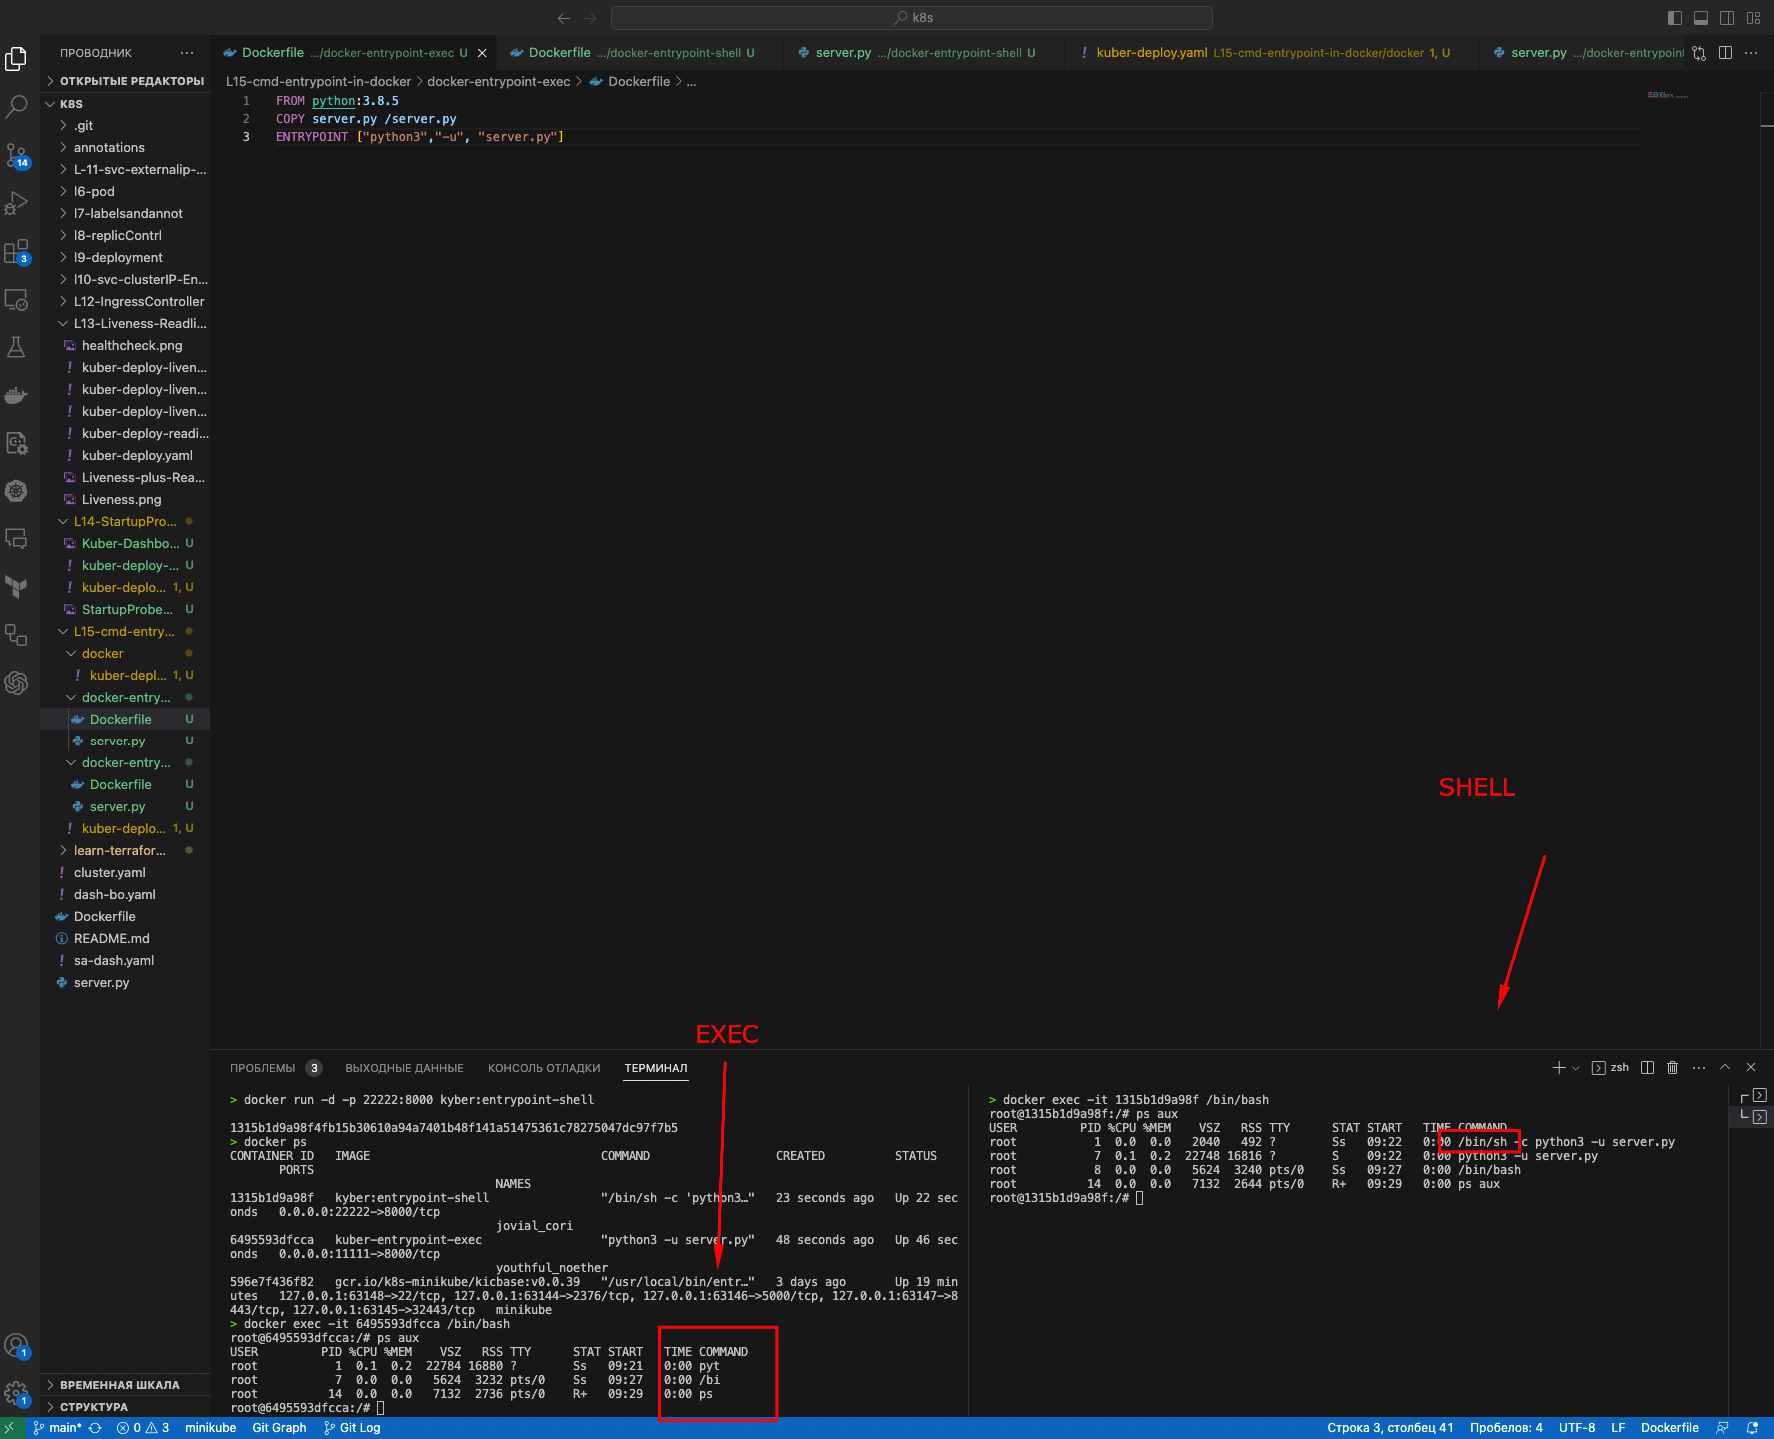 k8s
ПРОВОДНИК
Dockerfile .../docker-entrypoint-exec U
Dockerfile .../docker-entrypoint-shell U
server.py .../docker-entrypoint-shell U
! kuber-deploy.yaml L15-cmd-entrypoint-in-docker/docker 1, U
server.py .../docker-entrypoint
ОТКРЫТЫЕ РЕДАКТОРЫ
L15-cmd-entrypoint-in-docker > docker-entrypoint-exec > Dockerfile > ...
1 FROM python:3.8.5
2 COPY server.py /server.py
3 ENTRYPOINT ["python3","-u", "server.py"]
K8S
.git
annotations
L-11-svc-externalip-...
l6-pod
l7-labelsandannot
l8-replicContrl
l9-deployment
l10-svc-clusterIP-En...
L12-IngressController
L13-Liveness-Readli...
healthcheck.png
! kuber-deploy-liven...
! kuber-deploy-liven...
! kuber-deploy-liven...
! kuber-deploy-readi...
! kuber-deploy.yaml
Liveness-plus-Rea...
Liveness.png
L14-StartupPro...
Kuber-Dashbo... U
! kuber-deploy-... U
! kuber-deplo... 1, U
StartupProbe... U
L15-cmd-entry...
docker
! kuber-depl... 1, U
docker-entry...
Dockerfile U
server.py U
docker-entry...
Dockerfile U
server.py U
! kuber-deplo... 1, U
learn-terrafor...
! cluster.yaml
! dash-bo.yaml
Dockerfile
README.md
! sa-dash.yaml
server.py
14
3
1
1
ВРЕМЕННАЯ ШКАЛА
СТРУКТУРА
SHELL
EXEC
ПРОБЛЕМЫ 3 ВЫХОДНЫЕ ДАННЫЕ КОНСОЛЬ ОТЛАДКИ ТЕРМИНАЛ
zsh
> docker run -d -p 22222:8000 kyber:entrypoint-shell
1315b1d9a98f4fb15b30610a94a7401b48f141a51475361c78275047dc97f7b5
> docker ps
CONTAINER ID IMAGE COMMAND CREATED STATUS
PORTS
NAMES
1315b1d9a98f kyber:entrypoint-shell "/bin/sh -c 'python3…" 23 seconds ago Up 22 sec
onds 0.0.0.0:22222->8000/tcp
jovial_cori
6495593dfcca kuber-entrypoint-exec "python3 -u server.py" 48 seconds ago Up 46 sec
onds 0.0.0.0:11111->8000/tcp
youthful_noether
596e7f436f82 gcr.io/k8s-minikube/kicbase:v0.0.39 "/usr/local/bin/entr…" 3 days ago Up 19 min
utes 127.0.0.1:63148->22/tcp, 127.0.0.1:63144->2376/tcp, 127.0.0.1:63146->5000/tcp, 127.0.0.1:63147->8
443/tcp, 127.0.0.1:63145->32443/tcp minikube
> docker exec -it 6495593dfcca /bin/bash
root@6495593dfcca:/# ps aux
USER PID %CPU %MEM VSZ RSS TTY STAT START TIME COMMAND
root 1 0.1 0.2 22784 16880 ? Ss 09:21 0:00 pyt
root 7 0.0 0.0 5624 3232 pts/0 Ss 09:27 0:00 /bi
root 14 0.0 0.0 7132 2736 pts/0 R+ 09:29 0:00 ps
root@6495593dfcca:/#
> docker exec -it 1315b1d9a98f /bin/bash
root@1315b1d9a98f:/# ps aux
USER PID %CPU %MEM VSZ RSS TTY STAT START TIME COMMAND
root 1 0.0 0.0 2040 492 ? Ss 09:22 0:00 /bin/sh -c python3 -u server.py
root 7 0.1 0.2 22748 16816 ? S 09:22 0:00 python3 -u server.py
root 8 0.0 0.0 5624 3240 pts/0 Ss 09:27 0:00 /bin/bash
root 14 0.0 0.0 7132 2644 pts/0 R+ 09:29 0:00 ps aux
root@1315b1d9a98f:/#
main* 0 3 minikube Git Graph Git Log
Строка 3, столбец 41 Пробелов: 4 UTF-8 LF Dockerfile